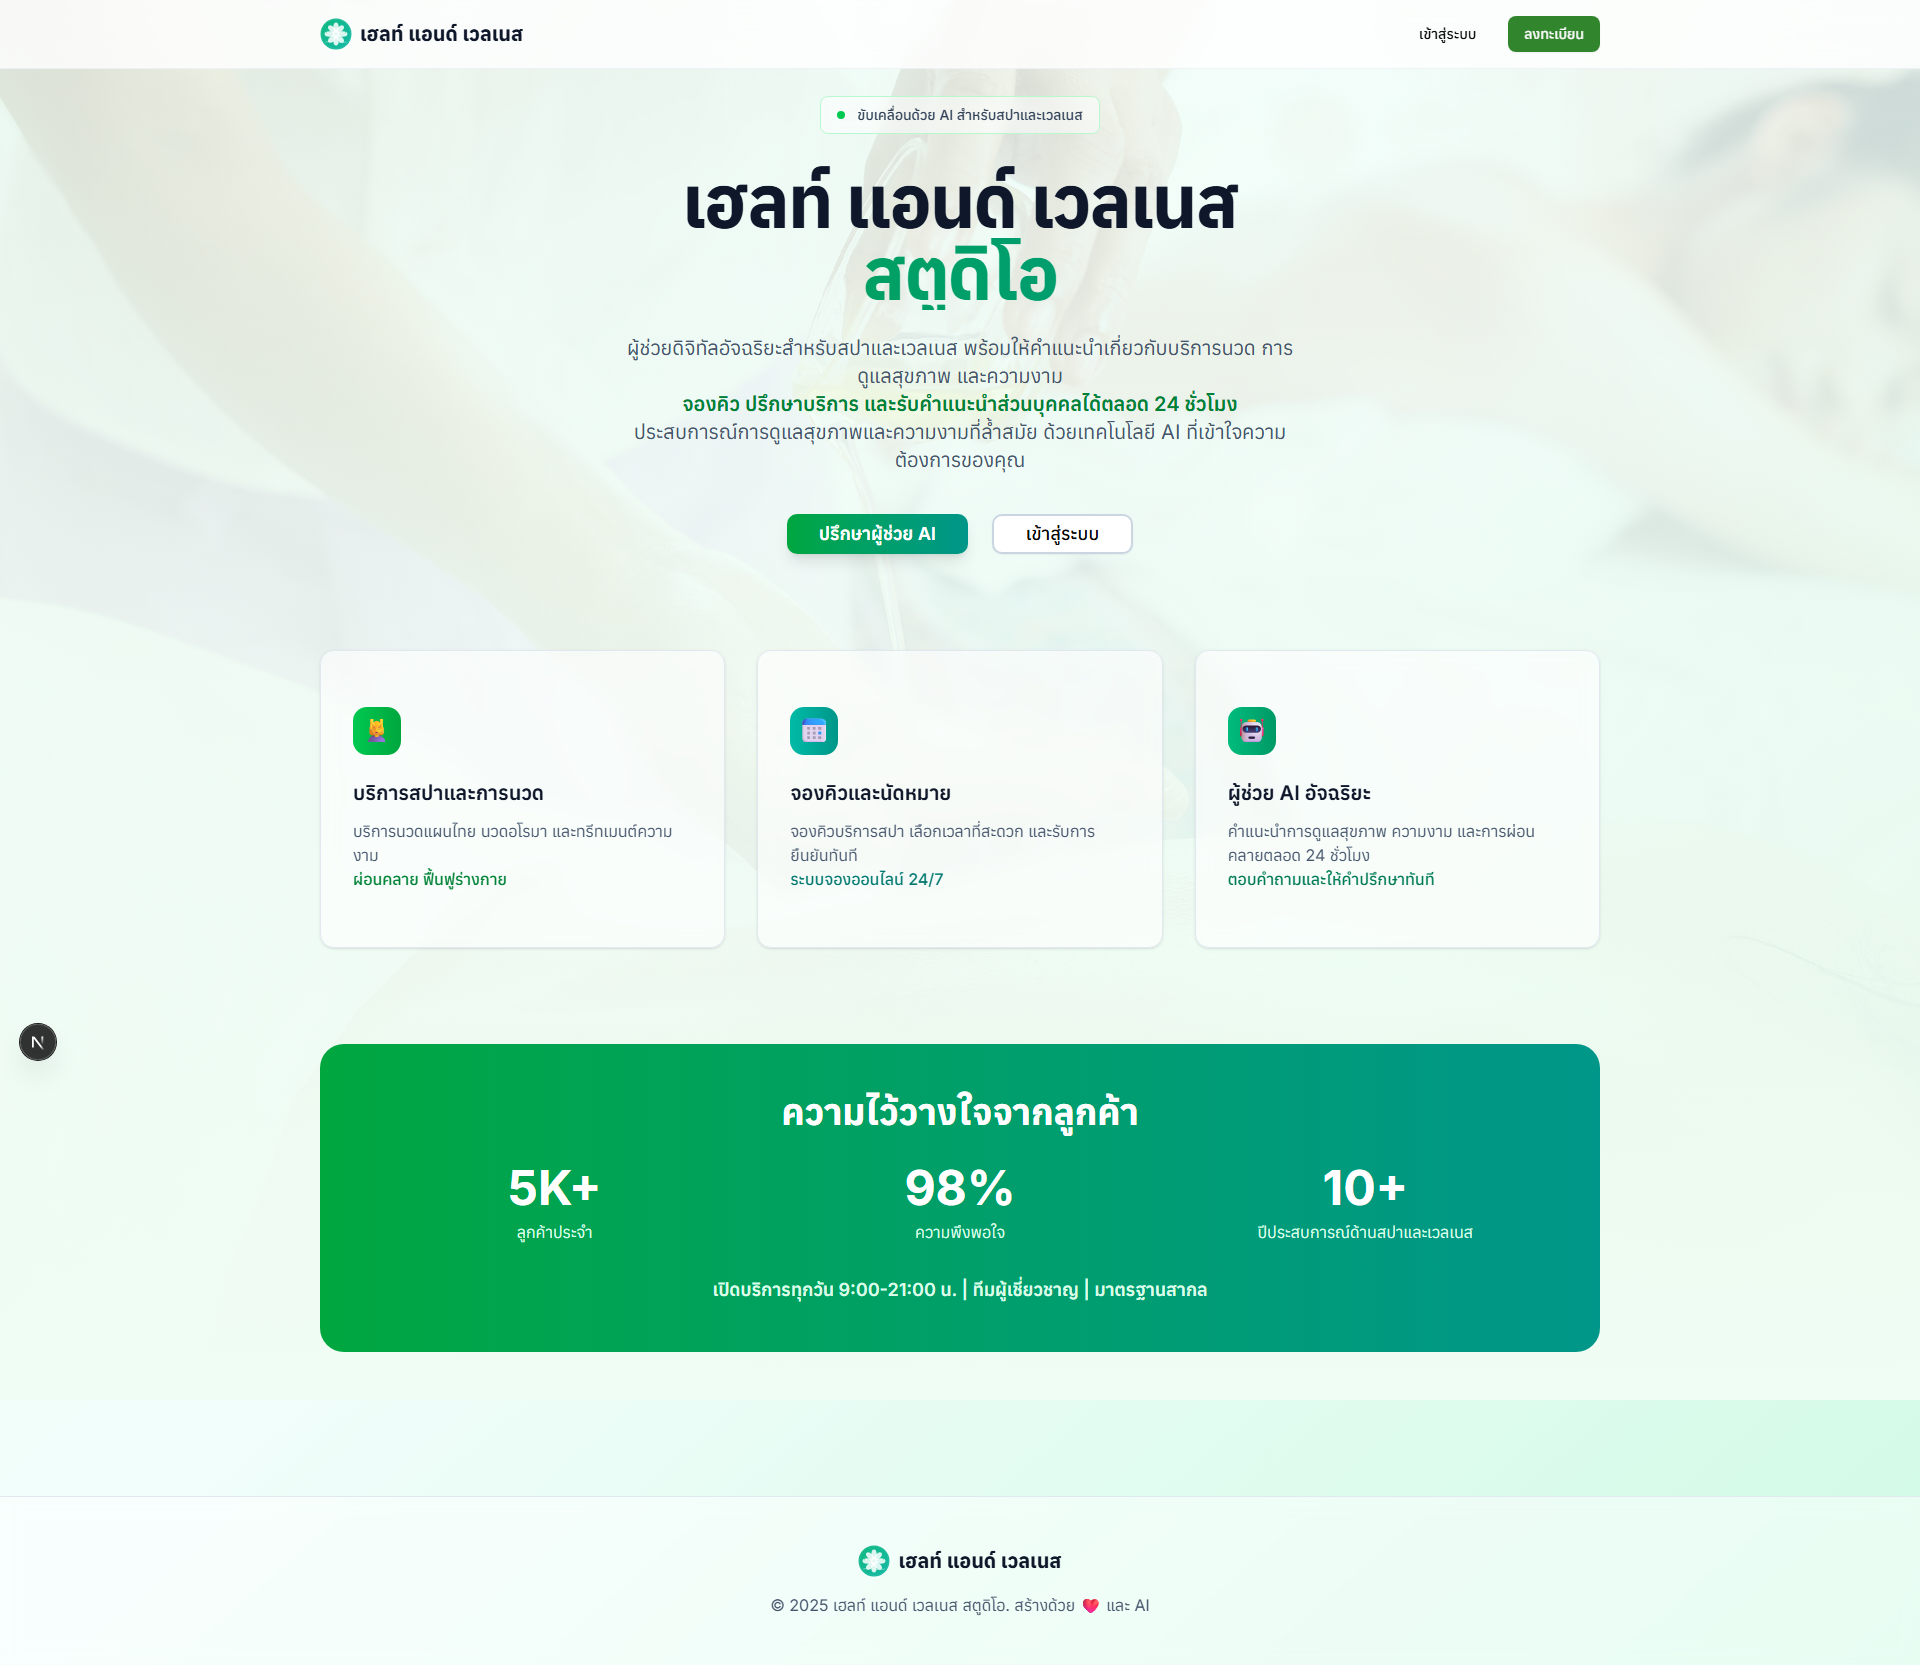 เฮลท์ แอนด์ เวลเนส
เข้าสู่ระบบ
ลงทะเบียน
ขับเคลื่อนด้วย AI สำหรับสปาและเวลเนส
เฮลท์ แอนด์ เวลเนส
สตูดิโอ
ผู้ช่วยดิจิทัลอัจฉริยะสำหรับสปาและเวลเนส พร้อมให้คำแนะนำเกี่ยวกับบริการนวด การ
ดูแลสุขภาพ และความงาม
จองคิว ปรึกษาบริการ และรับคำแนะนำส่วนบุคคลได้ตลอด 24 ชั่วโมง
ประสบการณ์การดูแลสุขภาพและความงามที่ล้ำสมัย ด้วยเทคโนโลยี AI ที่เข้าใจความ
ต้องการของคุณ
ปรึกษาผู้ช่วย AI
เข้าสู่ระบบ
บริการสปาและการนวด
บริการนวดแผนไทย นวดอโรมา และทรีทเมนต์ความ
งาม
ผ่อนคลาย ฟื้นฟูร่างกาย
จองคิวและนัดหมาย
จองคิวบริการสปา เลือกเวลาที่สะดวก และรับการ
ยืนยันทันที
ระบบจองออนไลน์ 24/7
ผู้ช่วย AI อัจฉริยะ
คำแนะนำการดูแลสุขภาพ ความงาม และการผ่อน
คลายตลอด 24 ชั่วโมง
ตอบคำถามและให้คำปรึกษาทันที
N
ความไว้วางใจจากลูกค้า
5K+
ลูกค้าประจำ
98%
ความพึงพอใจ
10+
ปีประสบการณ์ด้านสปาและเวลเนส
เปิดบริการทุกวัน 9:00-21:00 น. | ทีมผู้เชี่ยวชาญ | มาตรฐานสากล
เฮลท์ แอนด์ เวลเนส
© 2025 เฮลท์ แอนด์ เวลเนส สตูดิโอ. สร้างด้วย ❤️ และ AI